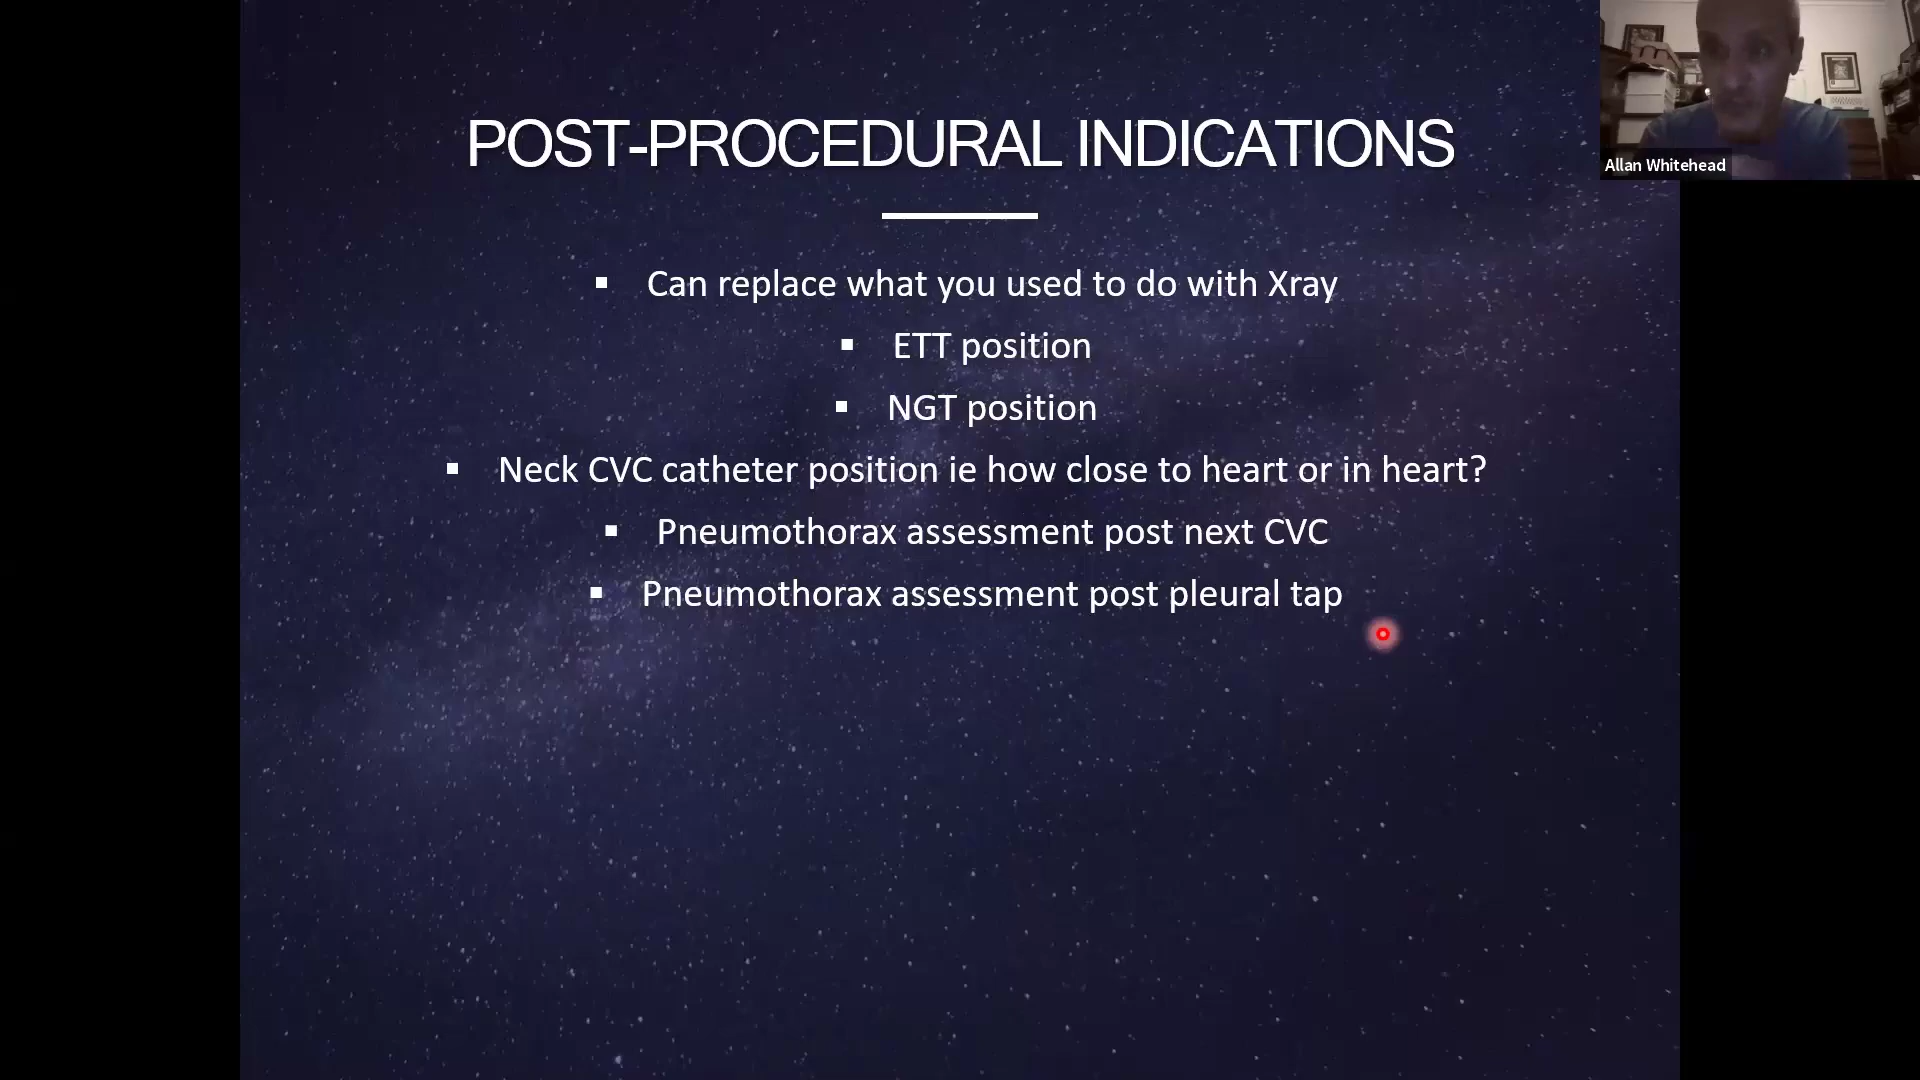 POST-PROCEDURAL INDICATIONS
Allan Whitehead
▪ Can replace what you used to do with Xray
▪ ETT position
▪ NGT position
▪ Neck CVC catheter position ie how close to heart or in heart?
▪ Pneumothorax assessment post next CVC
▪ Pneumothorax assessment post pleural tap